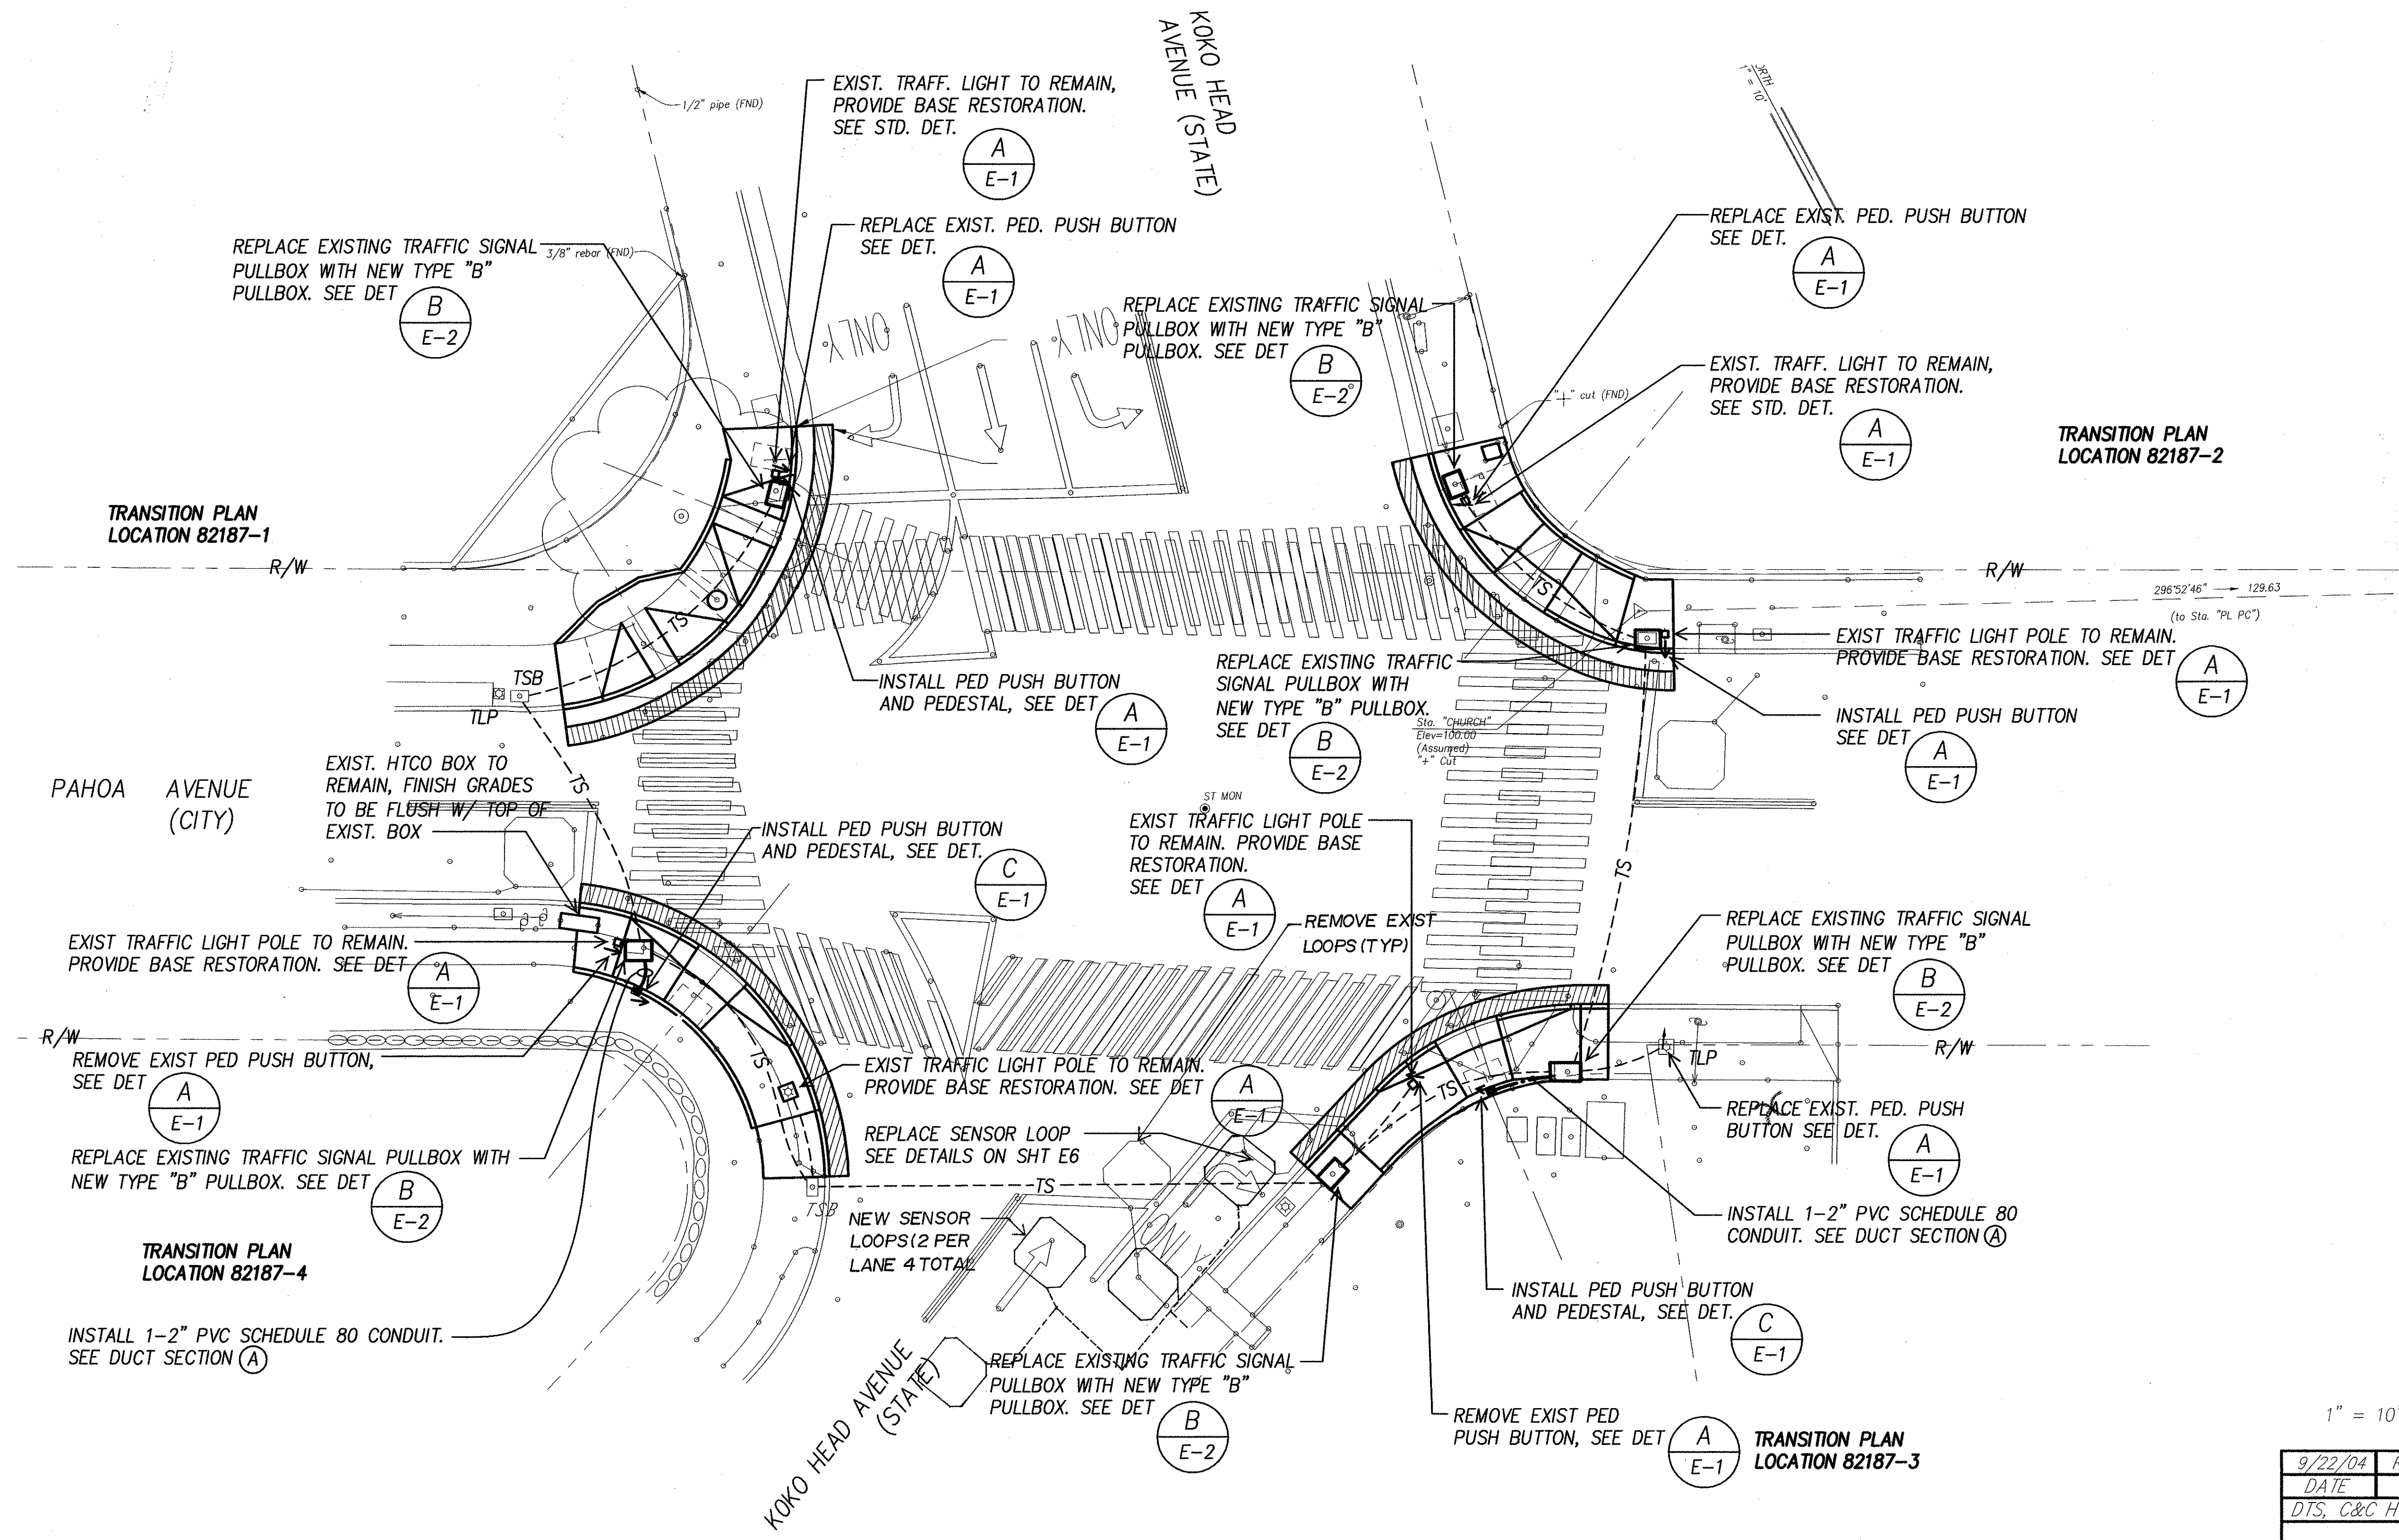 KOKO HEAD
AVENUE (STATE)
1/2" pipe (FND)
EXIST. TRAFF. LIGHT TO REMAIN,
PROVIDE BASE RESTORATION.
SEE STD. DET.
A
E-1
1" = 10'
REPLACE EXISTING TRAFFIC SIGNAL
PULLBOX WITH NEW TYPE "B"
PULLBOX. SEE DET
B
E-2
3/8" rebar (FND)
REPLACE EXIST. PED. PUSH BUTTON
SEE DET.
A
E-1
REPLACE EXISTING TRAFFIC SIGNAL
PULLBOX WITH NEW TYPE "B"
PULLBOX. SEE DET
B
E-2
REPLACE EXIST. PED. PUSH BUTTON
SEE DET.
A
E-1
ONLY
ONLY
EXIST. TRAFF. LIGHT TO REMAIN,
PROVIDE BASE RESTORATION.
SEE STD. DET.
A
E-1
"+" cut (FND)
TRANSITION PLAN
LOCATION 82187-2
TRANSITION PLAN
LOCATION 82187-1
R/W
R/W
296°52'46" 129.63
(to Sta. "PL PC")
TS
TS
TSB
TLP
INSTALL PED PUSH BUTTON
AND PEDESTAL, SEE DET
A
E-1
REPLACE EXISTING TRAFFIC
SIGNAL PULLBOX WITH
NEW TYPE "B" PULLBOX.
SEE DET
B
E-2
Sta. "CHURCH"
Elev=100.00
(Assumed)
"+" Cut
EXIST TRAFFIC LIGHT POLE TO REMAIN.
PROVIDE BASE RESTORATION. SEE DET
A
E-1
INSTALL PED PUSH BUTTON
SEE DET
A
E-1
PAHOA AVENUE
(CITY)
EXIST. HTCO BOX TO
REMAIN, FINISH GRADES
TO BE FLUSH W/ TOP OF
EXIST. BOX
TS
INSTALL PED PUSH BUTTON
AND PEDESTAL, SEE DET.
C
E-1
ST MON
EXIST TRAFFIC LIGHT POLE
TO REMAIN. PROVIDE BASE
RESTORATION.
SEE DET
A
E-1
TS
REMOVE EXIST
LOOPS(TYP)
REPLACE EXISTING TRAFFIC SIGNAL
PULLBOX WITH NEW TYPE "B"
PULLBOX. SEE DET
B
E-2
EXIST TRAFFIC LIGHT POLE TO REMAIN.
PROVIDE BASE RESTORATION. SEE DET
A
E-1
R/W
R/W
REMOVE EXIST PED PUSH BUTTON,
SEE DET
A
E-1
TS
EXIST TRAFFIC LIGHT POLE TO REMAIN.
PROVIDE BASE RESTORATION. SEE DET
A
E-1
TS
TLP
REPLACE EXIST. PED. PUSH
BUTTON SEE DET.
A
E-1
REPLACE SENSOR LOOP
SEE DETAILS ON SHT E6
REPLACE EXISTING TRAFFIC SIGNAL PULLBOX WITH
NEW TYPE "B" PULLBOX. SEE DET
B
E-2
TS
TSB
NEW SENSOR
LOOPS(2 PER
LANE 4 TOTAL
INSTALL 1-2" PVC SCHEDULE 80
CONDUIT. SEE DUCT SECTION A
TRANSITION PLAN
LOCATION 82187-4
INSTALL PED PUSH BUTTON
AND PEDESTAL, SEE DET.
C
E-1
INSTALL 1-2" PVC SCHEDULE 80 CONDUIT.
SEE DUCT SECTION A
KOKO HEAD AVENUE
(STATE)
REPLACE EXISTING TRAFFIC SIGNAL
PULLBOX WITH NEW TYPE "B"
PULLBOX. SEE DET
B
E-2
REMOVE EXIST PED
PUSH BUTTON, SEE DET
A
E-1
TRANSITION PLAN
LOCATION 82187-3
1" = 10'
9/22/04
DATE
DTS, C&C H